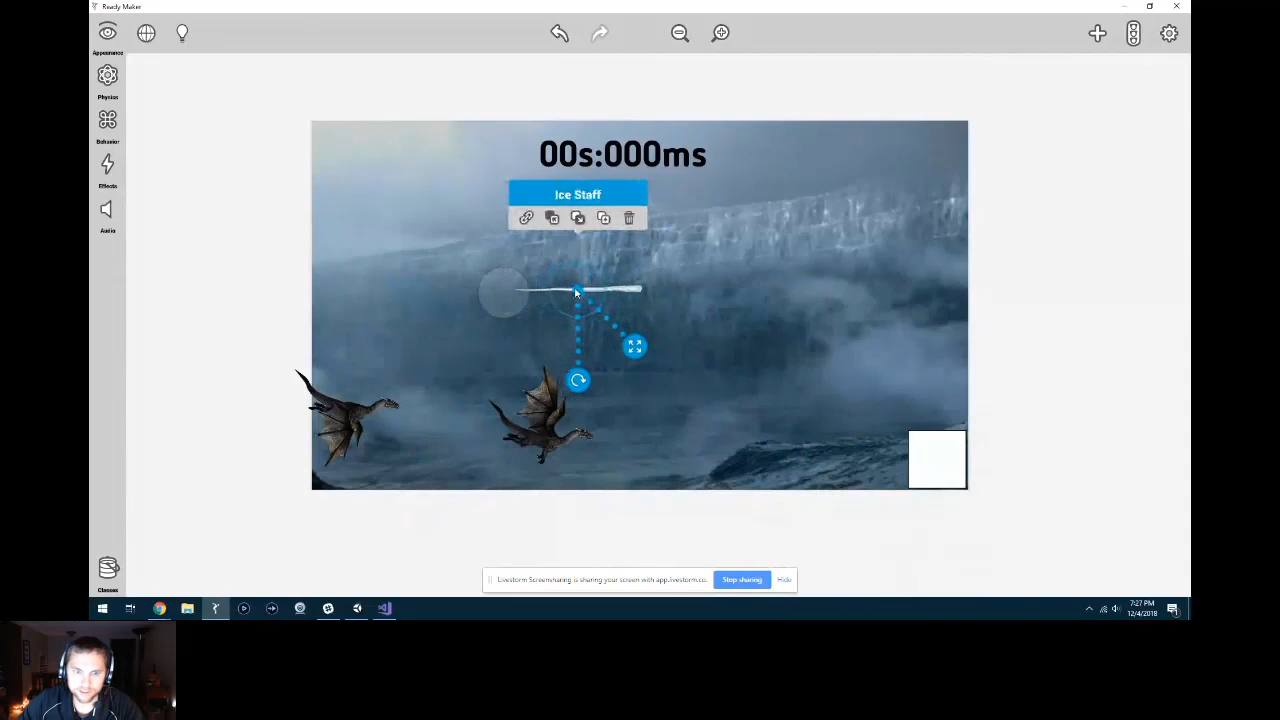 Ready Maker
Appearance
Physics
Behavior
Effects
Audio
00s:000ms
Ice Staff
Classes
Livestorm Screensharing is sharing your screen with app.livestorm.co.
Stop sharing
Hide
7:27 PM
12/4/2018